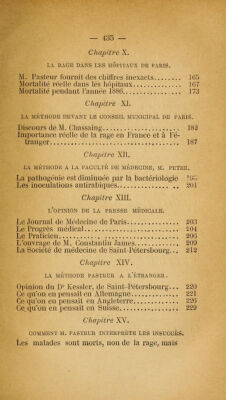 — 435 —
Chapitre X.
LA RAGE DANS LES HÔPITAUX DE PARIS.
M. Pasteur fournit des chiffres inexacts........ 165
Mortalité réelle dans les hôpitaux.............. 167
Mortalité pendant l'année 1886.................. 173
Chapitre XI.
LA MÉTHODE DEVANT LE CONSEIL MUNICIPAL DE PARIS.
Discours de M. Chassaing........................ 182
Importance réelle de la rage en France et à l'é-
tranger......................................... 187
Chapitre XII.
LA MÉTHODE A LA FACULTÉ DE MÉDECINE, M. PETER.
La pathogénie est diminuée par la bactériologie
Les inoculations antirabiques................... 201
Chapitre XIII.
L'OPINION DE LA PRESSE MÉDICALE.
Le Journal de Médecine de Paris................. 203
Le Progrès médical.............................. 204
Le Praticien.................................... 206
L'ouvrage de M. Constantin James................ 209
La Société de médecine de Saint-Pétersbourg.. 212
Chapitre XIV.
LA MÉTHODE PASTEUR A L'ÉTRANGER.
Opinion du Dr Kessler, de Saint-Pétersbourg... 220
Ce qu'on en pensait en Allemagne................ 221
Ce qu'on en pensait en Angleterre............... 226
Ce qu'on en pensait en Suisse................... 229
Chapitre XV.
COMMENT M. PASTEUR INTERPRÈTE LES INSUCCÈS.
Les malades sont morts, non de la rage, mais